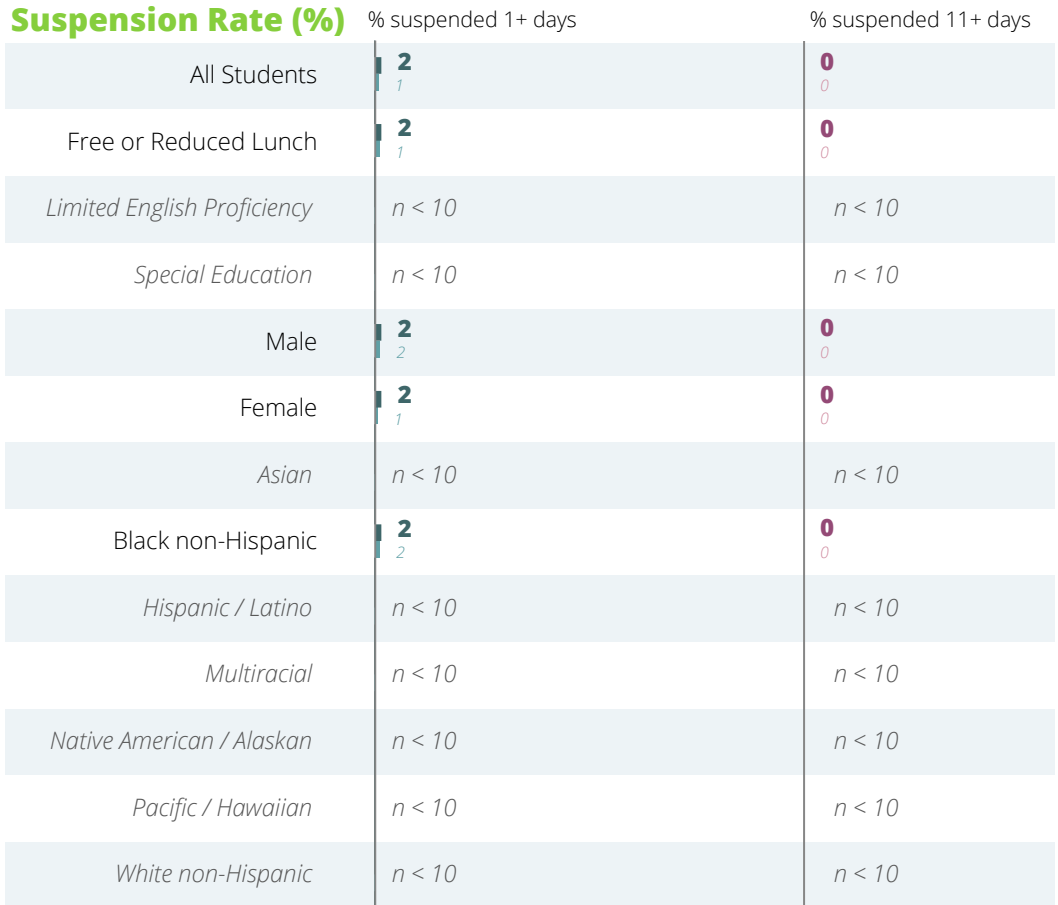 Suspension Rate (%) % suspended 1+ days % suspended 11+ days
All Students 2 0
1 0
Free or Reduced Lunch 2 0
1 0
Limited English Proficiency n < 10 n < 10
Special Education n < 10 n < 10
Male 2 0
2 0
Female 2 0
1 0
Asian n < 10 n < 10
Black non-Hispanic 2 0
2 0
Hispanic / Latino n < 10 n < 10
Multiracial n < 10 n < 10
Native American / Alaskan n < 10 n < 10
Pacific / Hawaiian n < 10 n < 10
White non-Hispanic n < 10 n < 10